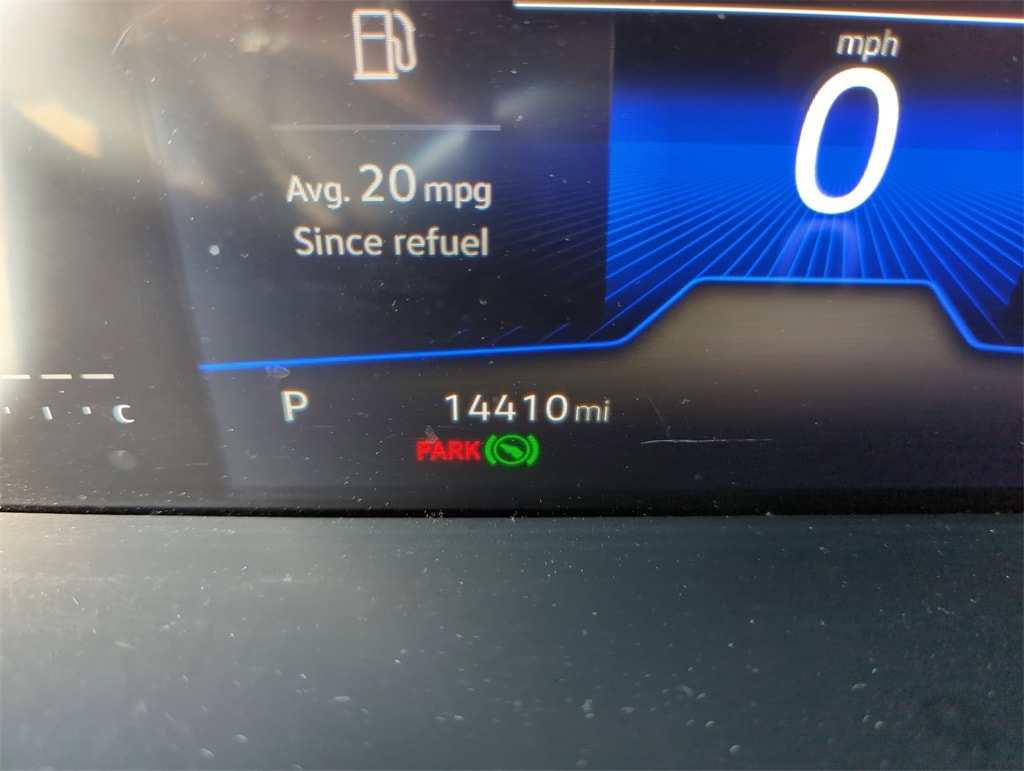 mph
0
Avg. 20 mpg
Since refuel
C
P
14410 mi
PARK